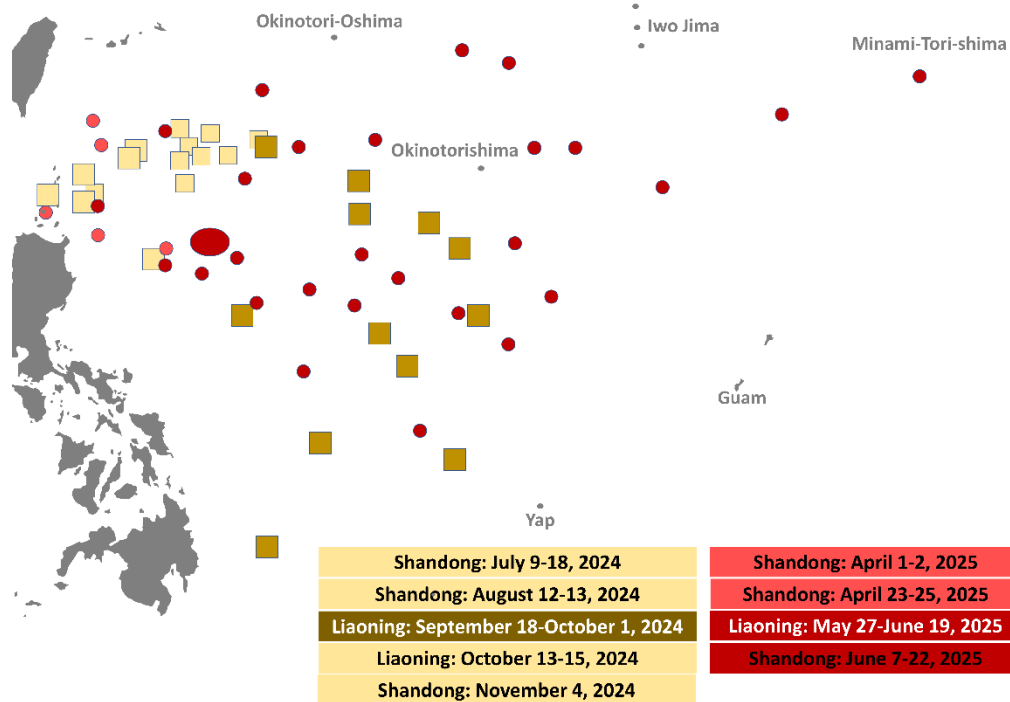 Okinotori-Oshima
Iwo Jima
Minami-Tori-shima
Okinotorishima
Guam
Yap
Shandong: July 9-18, 2024
Shandong: August 12-13, 2024
Liaoning: September 18-October 1, 2024
Liaoning: October 13-15, 2024
Shandong: November 4, 2024
Shandong: April 1-2, 2025
Shandong: April 23-25, 2025
Liaoning: May 27-June 19, 2025
Shandong: June 7-22, 2025